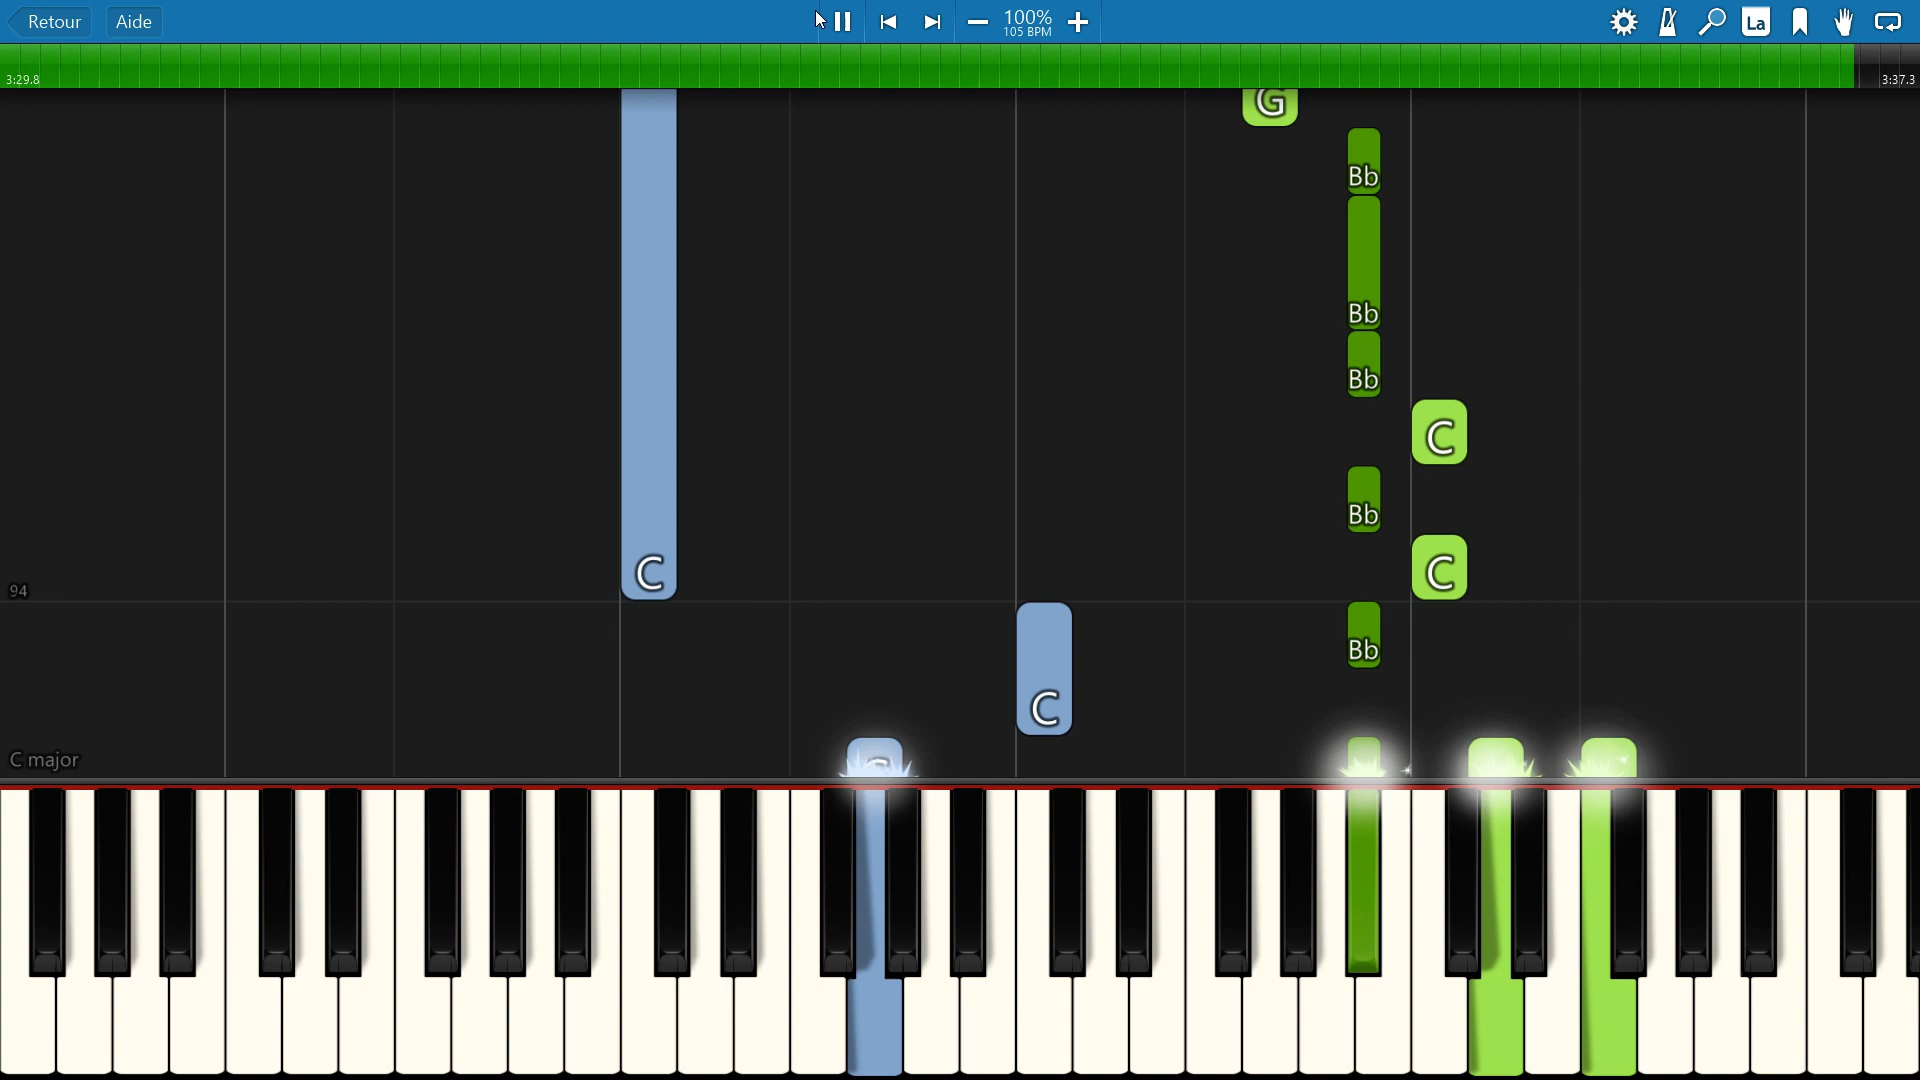 Retour
Aide
100%
105 BPM
La
3:29.8
3:37.3
G
Bb
Bb
Bb
C
Bb
C
C
94
Bb
C
C major